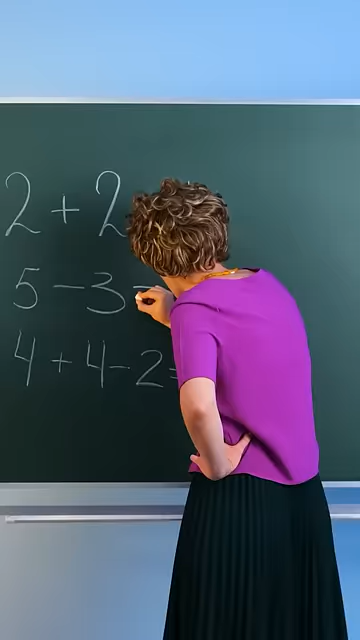 2 + 2
5 - 3 =
4 + 4 - 2 =